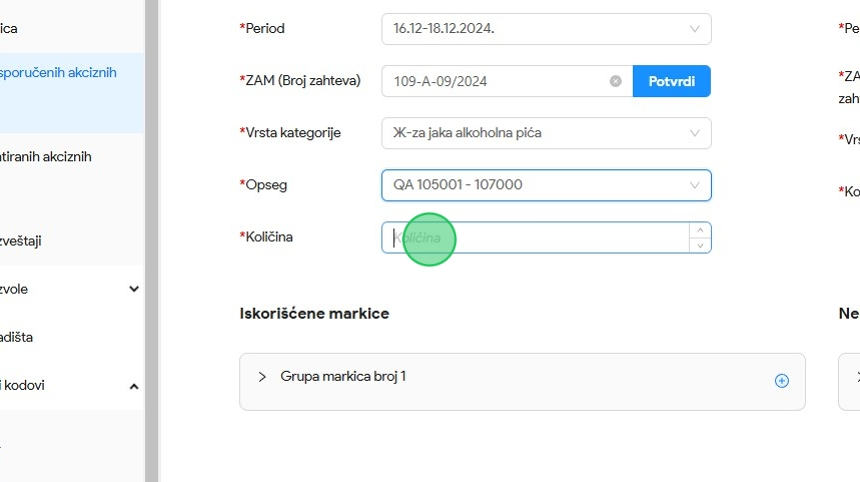 ica
sporučenih akciznih
tiranih akciznih
zveštaji
zvole
adišta
i kodovi
*Period
16.12-18.12.2024.
*ZAM (Broj zahteva)
109-A-09/2024
Potvrdi
*Vrsta kategorije
Ж-za jaka alkoholna pića
*Opseg
QA 105001 - 107000
*Količina
Količina
Iskorišćene markice
Grupa markica broj 1
*Pe
*ZA
zah
*Vrs
*Ko
Ne